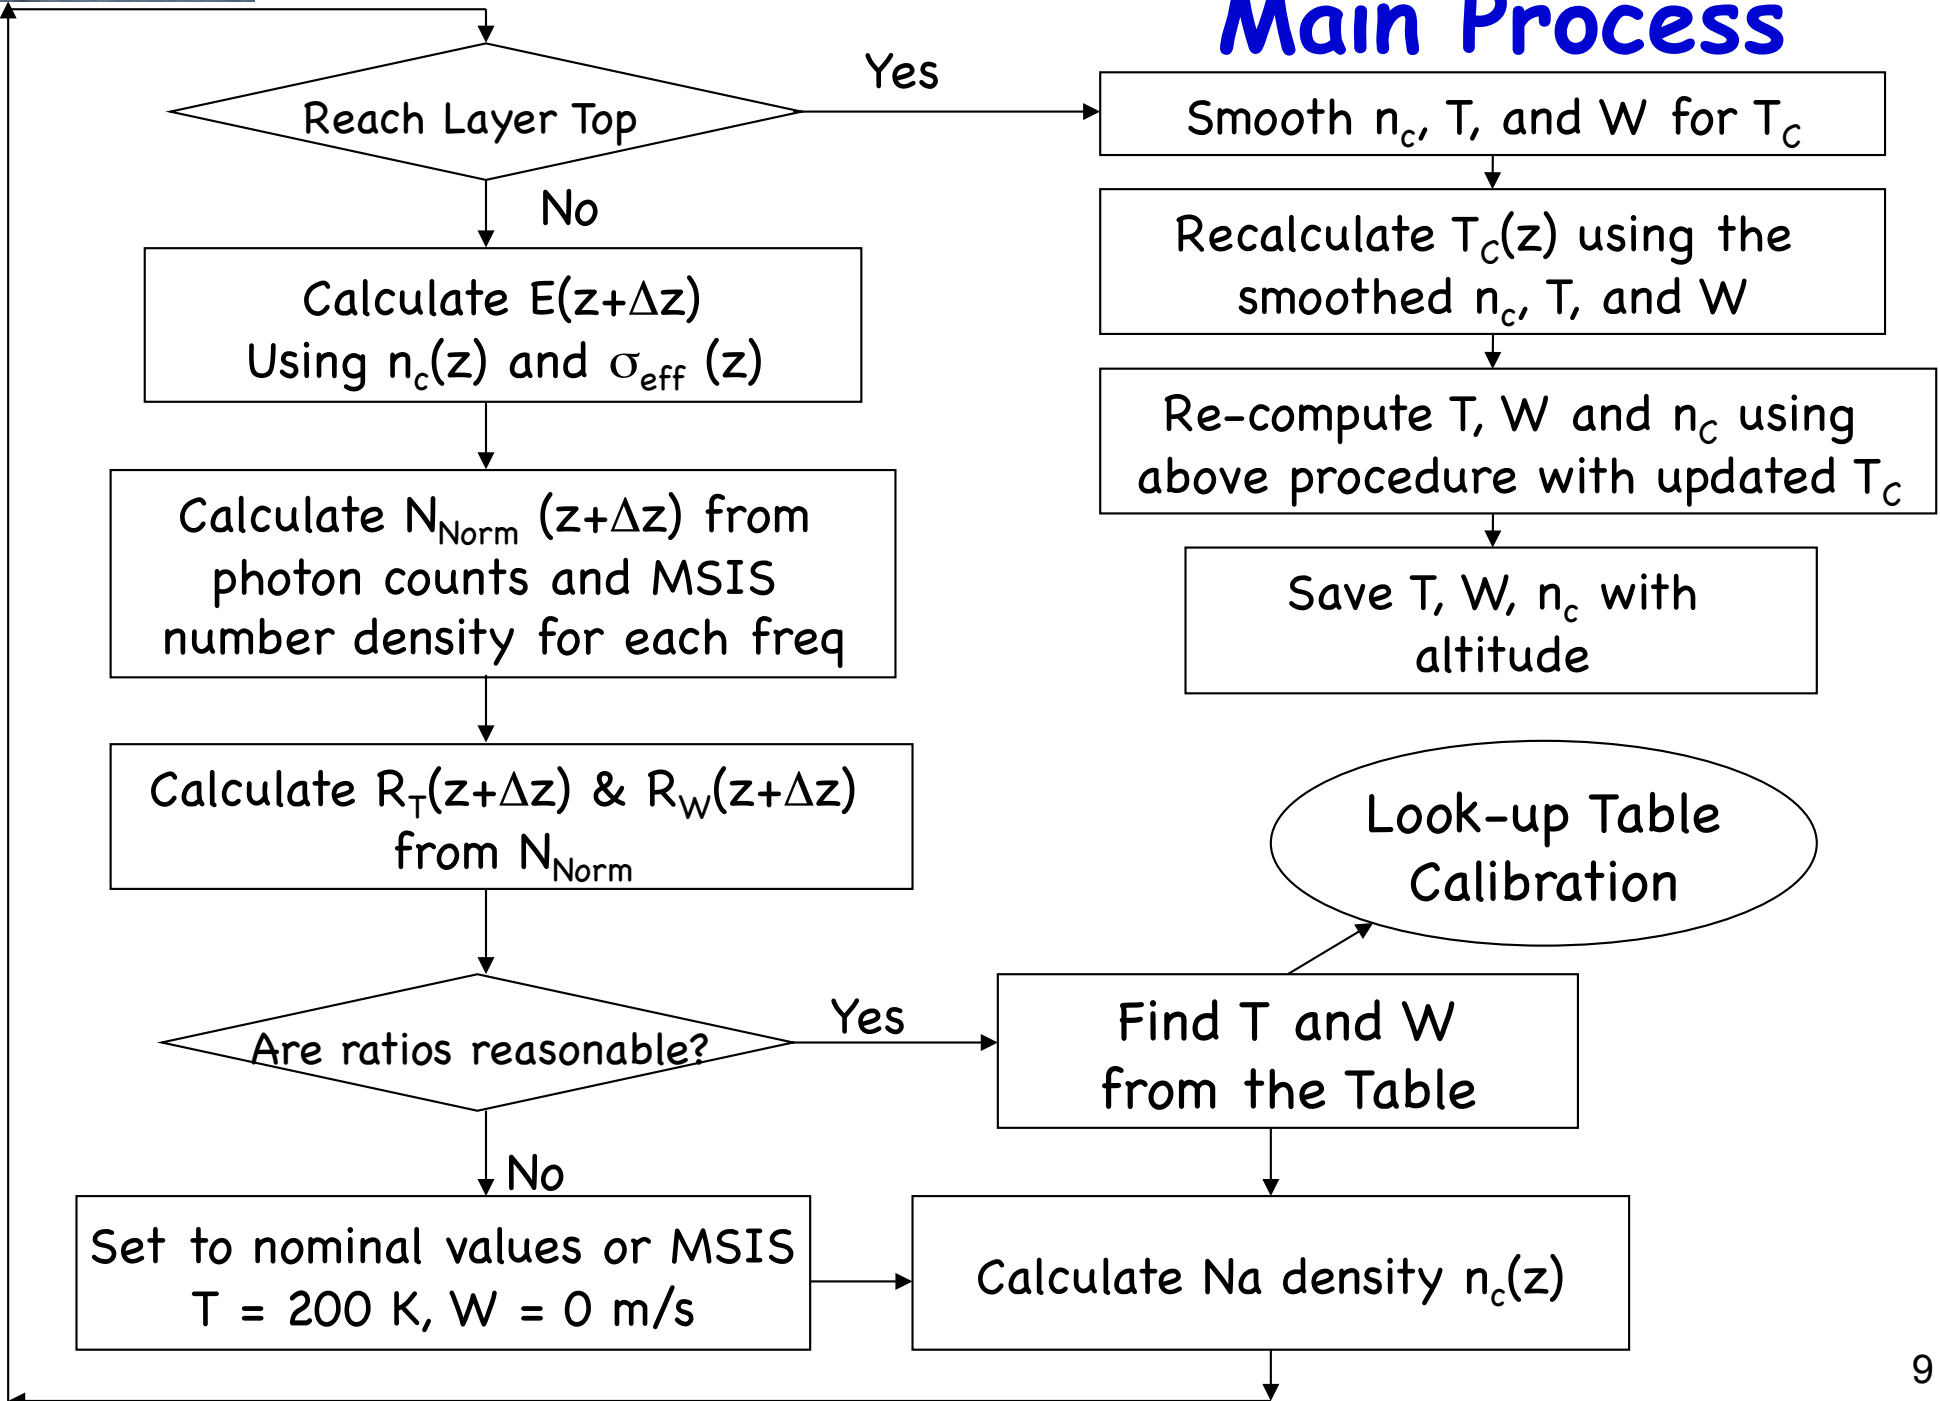 Main Process
Reach Layer Top
Yes
No
Calculate E(z+Δz)
Using n_c(z) and σ_eff (z)
Calculate N_Norm (z+Δz) from
photon counts and MSIS
number density for each freq
Calculate R_T(z+Δz) & R_W(z+Δz)
from N_Norm
Are ratios reasonable?
Yes
No
Set to nominal values or MSIS
T = 200 K, W = 0 m/s
Smooth n_c, T, and W for T_C
Recalculate T_C(z) using the
smoothed n_c, T, and W
Re-compute T, W and n_C using
above procedure with updated T_C
Save T, W, n_c with
altitude
Look-up Table
Calibration
Find T and W
from the Table
Calculate Na density n_c(z)
9